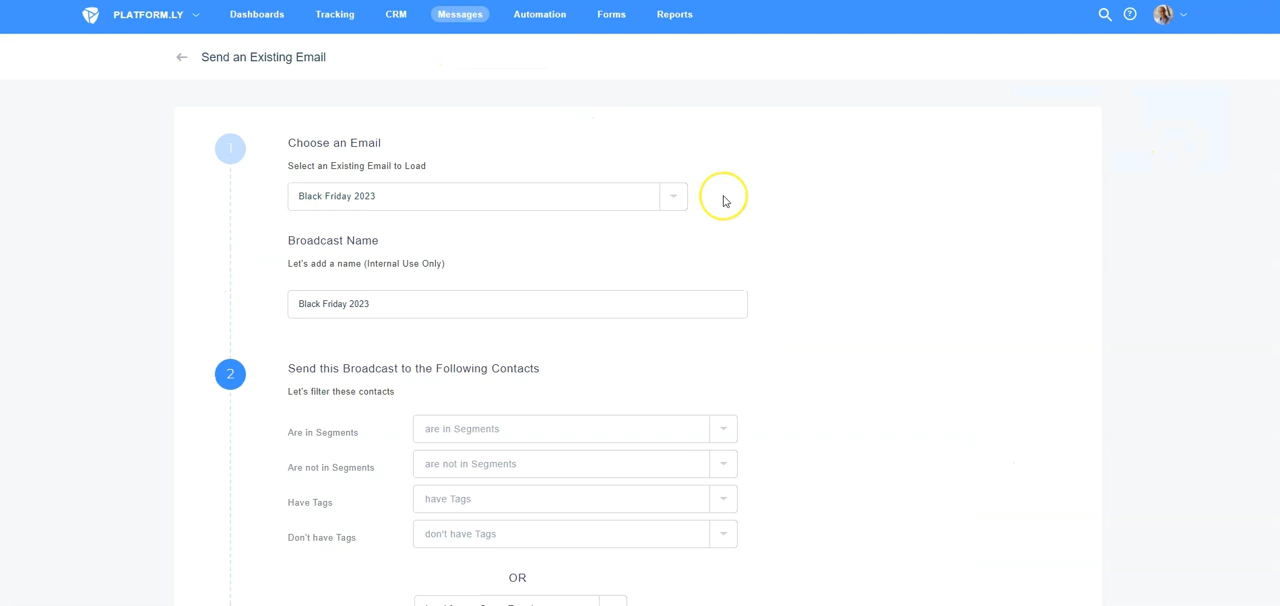 PLATFORM.LY Dashboards Tracking CRM Messages Automation Forms Reports
Send an Existing Email
1 Choose an Email
Select an Existing Email to Load
Black Friday 2023
Broadcast Name
Let's add a name (Internal Use Only)
Black Friday 2023
2 Send this Broadcast to the Following Contacts
Let's filter these contacts
Are in Segments are in Segments
Are not in Segments are not in Segments
Have Tags have Tags
Don't have Tags don't have Tags
OR